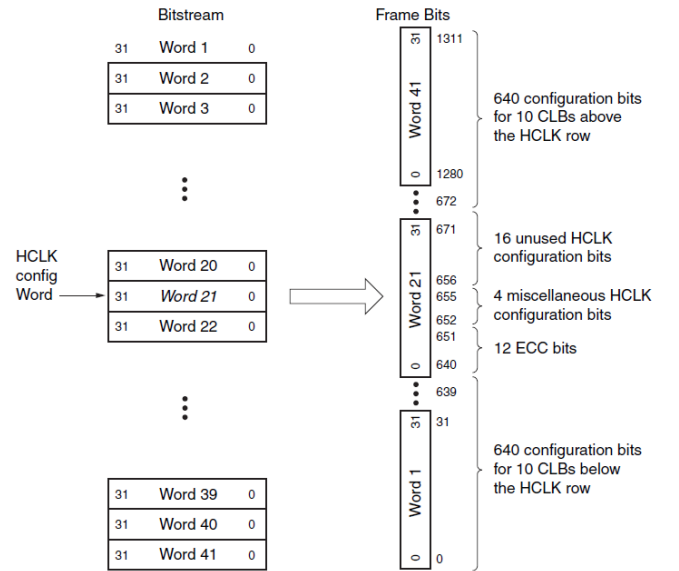 Bitstream
31 Word 1 0
31 Word 2 0
31 Word 3 0
HCLK
config
Word
31 Word 20 0
31 Word 21 0
31 Word 22 0
31 Word 39 0
31 Word 40 0
31 Word 41 0
Frame Bits
31 Word 41 0
1311
1280
672
640 configuration bits
for 10 CLBs above
the HCLK row
31 Word 21 0
671
656
655
652
651
640
16 unused HCLK
configuration bits
4 miscellaneous HCLK
configuration bits
12 ECC bits
639
31 Word 1 0
31
0
640 configuration bits
for 10 CLBs below
the HCLK row